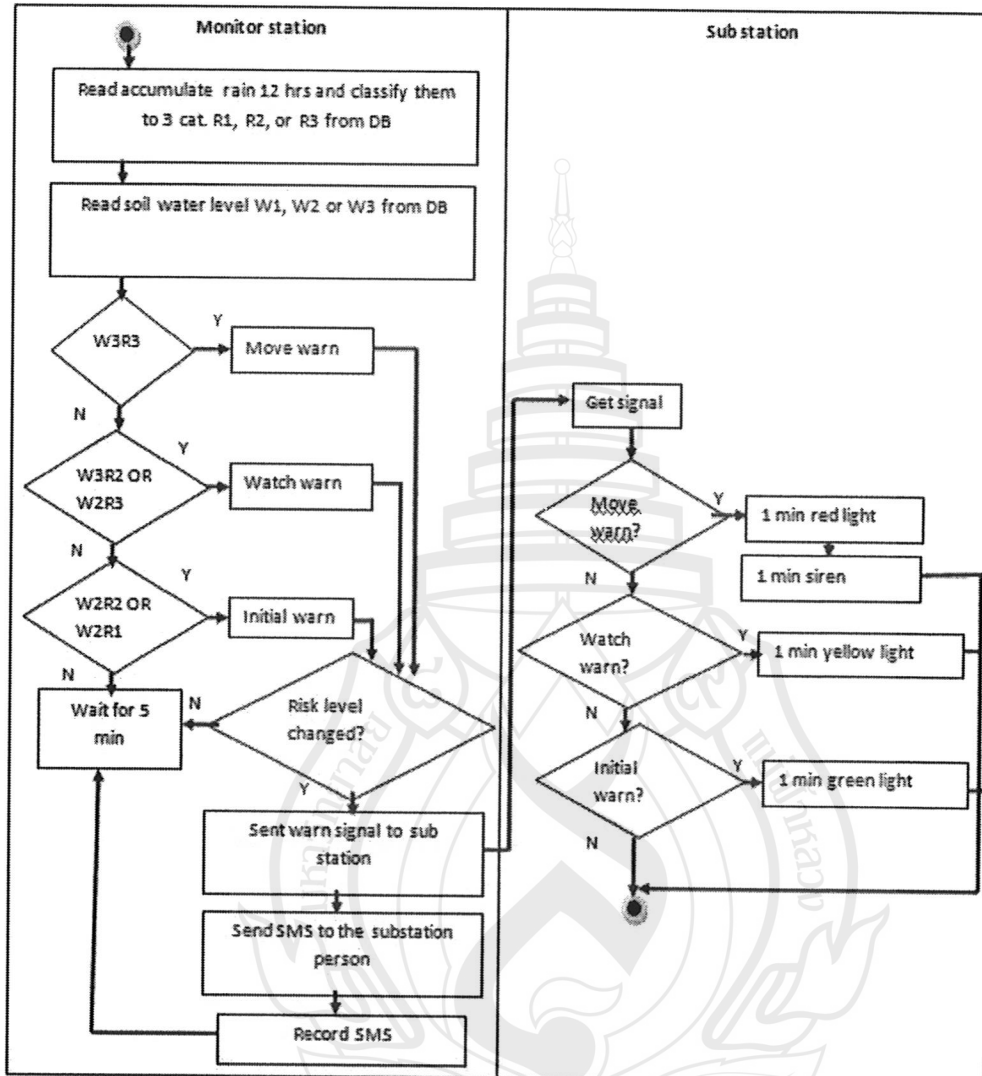 Monitor station
Read accumulate rain 12 hrs and classify them
to 3 cat. R1, R2, or R3 from DB
Read soil water level W1, W2 or W3 from DB
W3R3
Y
Move warn
N
W3R2 OR
W2R3
Y
Watch warn
N
W2R2 OR
W2R1
Y
Initial warn
N
Wait for 5
min
N
Risk level
changed?
Y
Sent warn signal to sub
station
Send SMS to the substation
person
Record SMS
Sub station
Get signal
Move
warn?
Y
1 min red light
1 min siren
N
Watch
warn?
Y
1 min yellow light
N
Initial
warn?
Y
1 min green light
N